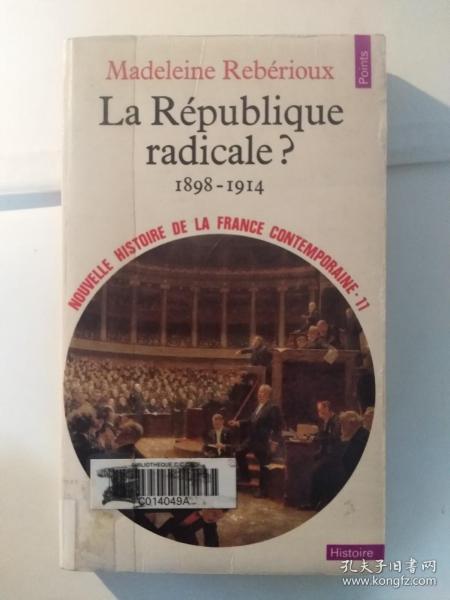 Madeleine Rebérioux
Points
La République
radicale?
1898-1914
NOUVELLE HISTOIRE DE LA FRANCE CONTEMPORAINE-11
C014049A
Histoire
孔夫子旧书网
www.kongfz.com